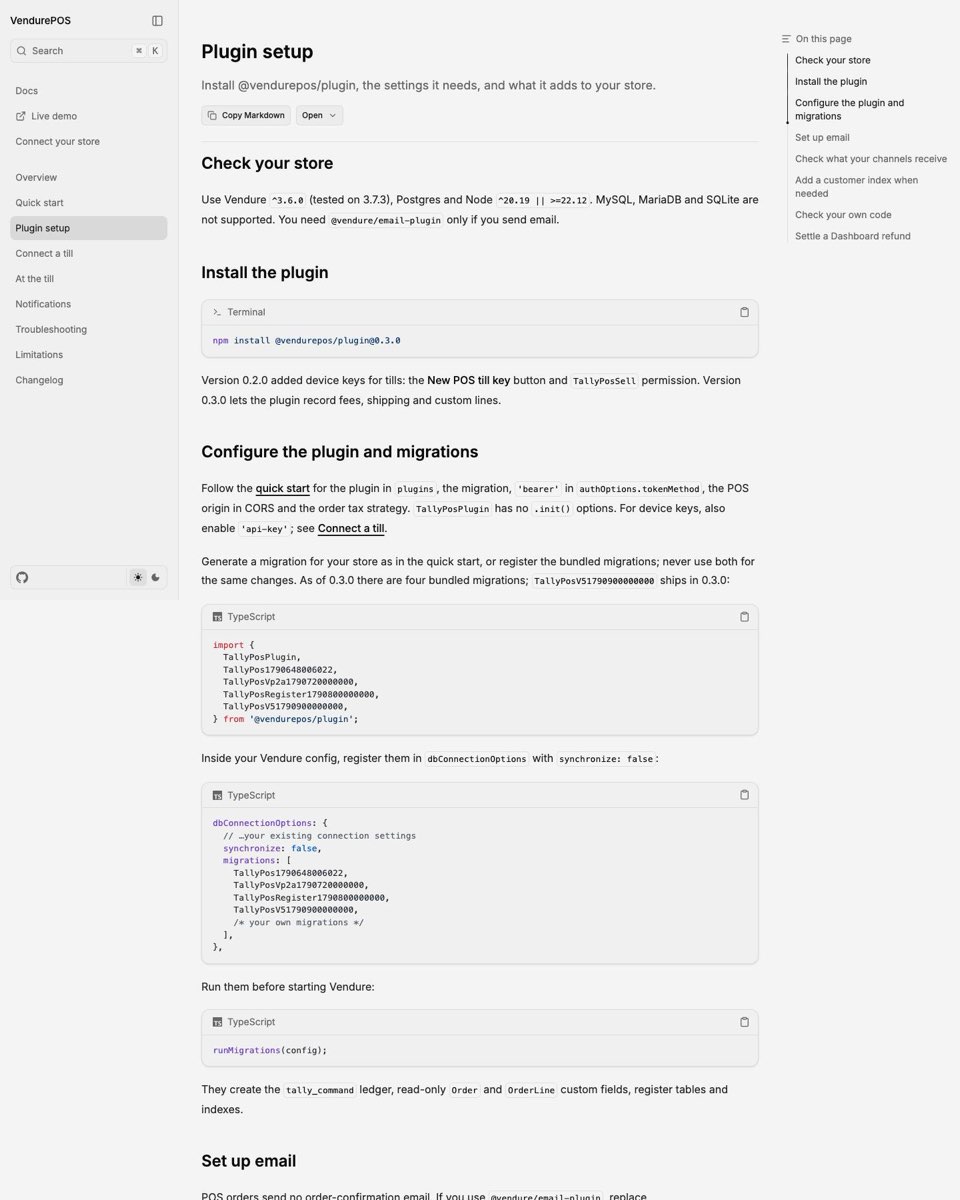 VendurePOS
Search
⌘ K
Docs
Live demo
Connect your store
Overview
Quick start
Plugin setup
Connect a till
At the till
Notifications
Troubleshooting
Limitations
Changelog
Plugin setup
Install @vendurepos/plugin, the settings it needs, and what it adds to your store.
Copy Markdown
Open
Check your store
Use Vendure ^3.6.0 (tested on 3.7.3), Postgres and Node ^20.19 || >=22.12. MySQL, MariaDB and SQLite are
not supported. You need @vendure/email-plugin only if you send email.
Install the plugin
Terminal
npm install @vendurepos/plugin@0.3.0
Version 0.2.0 added device keys for tills: the New POS till key button and TallyPosSell permission. Version
0.3.0 lets the plugin record fees, shipping and custom lines.
Configure the plugin and migrations
Follow the quick start for the plugin in plugins, the migration, 'bearer' in authOptions.tokenMethod, the POS
origin in CORS and the order tax strategy. TallyPosPlugin has no .init() options. For device keys, also
enable 'api-key'; see Connect a till.
Generate a migration for your store as in the quick start, or register the bundled migrations; never use both for
the same changes. As of 0.3.0 there are four bundled migrations; TallyPosV51790900000000 ships in 0.3.0:
TypeScript
import {
TallyPosPlugin,
TallyPos1790648006022,
TallyPosVp2a1790720000000,
TallyPosRegister1790800000000,
TallyPosV51790900000000,
} from '@vendurepos/plugin';
Inside your Vendure config, register them in dbConnectionOptions with synchronize: false:
TypeScript
dbConnectionOptions: {
// …your existing connection settings
synchronize: false,
migrations: [
TallyPos1790648006022,
TallyPosVp2a1790720000000,
TallyPosRegister1790800000000,
TallyPosV51790900000000,
/* your own migrations */
],
},
Run them before starting Vendure:
TypeScript
runMigrations(config);
They create the tally_command ledger, read-only Order and OrderLine custom fields, register tables and
indexes.
Set up email
POS orders send no order-confirmation email. If you use @vendure/email-plugin, replace
On this page
Check your store
Install the plugin
Configure the plugin and
migrations
Set up email
Check what your channels receive
Add a customer index when
needed
Check your own code
Settle a Dashboard refund